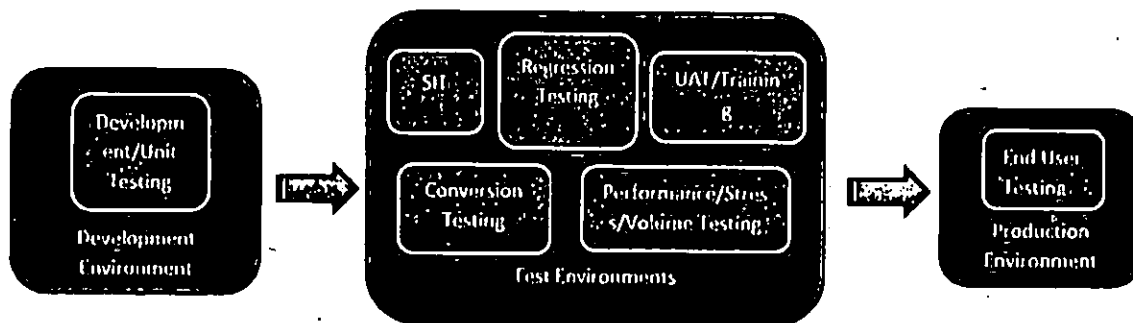 Developm
ent/Unit
Testing
Development
Environment
SIT
Regression
Testing
UAT/Trainin
g
Conversion
Testing
Performance/Stres
s/Volume Testing
Test Environments
End User
Testing
Production
Environment